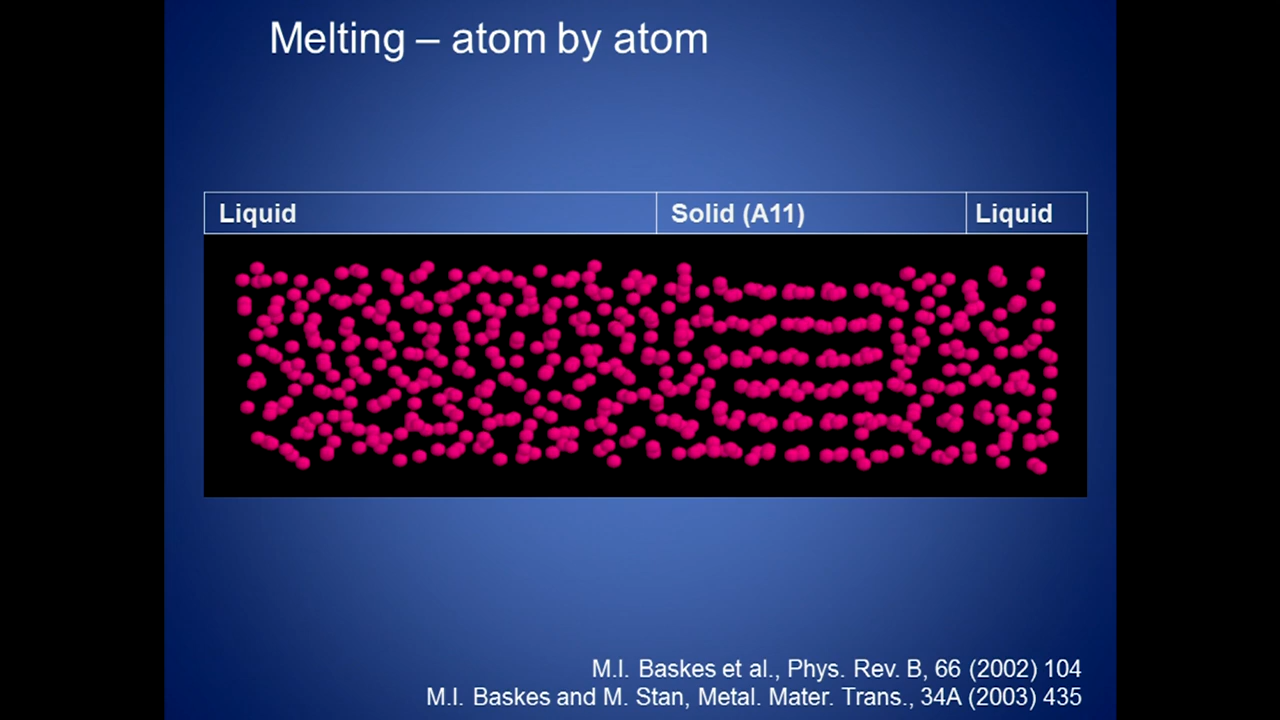 Melting – atom by atom
Liquid
Solid (A11)
Liquid
M.I. Baskes et al., Phys. Rev. B, 66 (2002) 104
M.I. Baskes and M. Stan, Metal. Mater. Trans., 34A (2003) 435